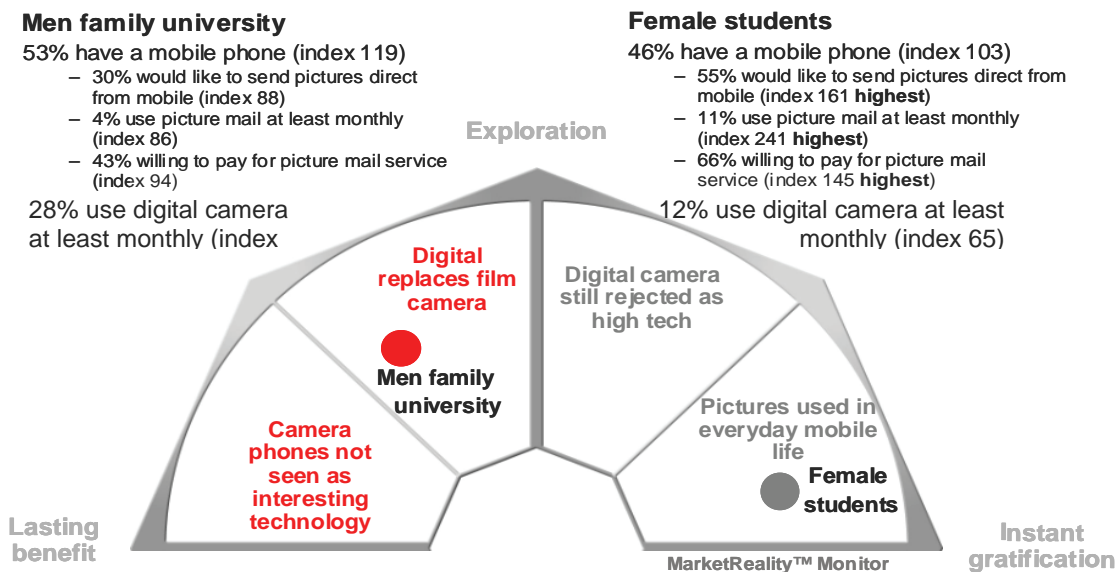 Men family university
53% have a mobile phone (index 119)
– 30% would like to send pictures direct
from mobile (index 88)
– 4% use picture mail at least monthly
(index 86)
– 43% willing to pay for picture mail service
(index 94)
28% use digital camera
at least monthly (index
Female students
46% have a mobile phone (index 103)
– 55% would like to send pictures direct from
mobile (index 161 highest)
– 11% use picture mail at least monthly
(index 241 highest)
– 66% willing to pay for picture mail
service (index 145 highest)
12% use digital camera at least
monthly (index 65)
Exploration
Digital
replaces film
camera
Men family
university
Digital camera
still rejected as
high tech
Camera
phones not
seen as
interesting
technology
Pictures used in
everyday mobile
life
Female
students
Lasting
benefit
Instant
gratification
MarketReality™ Monitor